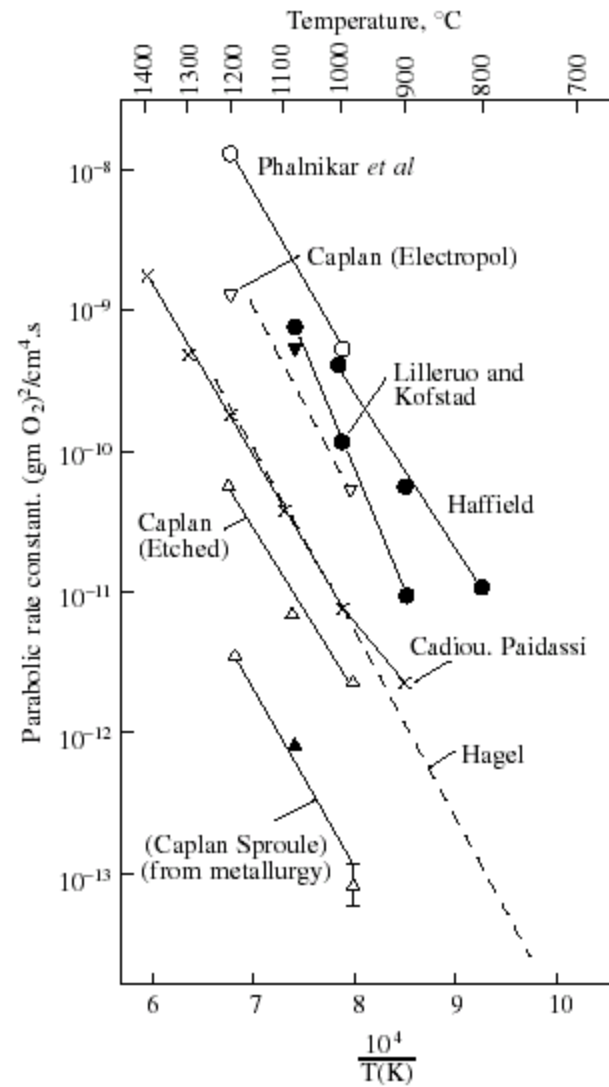 Temperature, °C
1400 1300 1200 1100 1000 900 800 700
10⁻⁸
Phalnikar et al
Caplan (Electropol)
10⁻⁹
Lilleruo and
Kofstad
10⁻¹⁰
Haffield
Caplan
(Etched)
10⁻¹¹
Cadiou. Paidassi
10⁻¹²
Hagel
(Caplan Sproule)
(from metallurgy)
10⁻¹³
Parabolic rate constant. (gm O₂)²/cm⁴.s
6 7 8 9 10
10⁴
T(K)